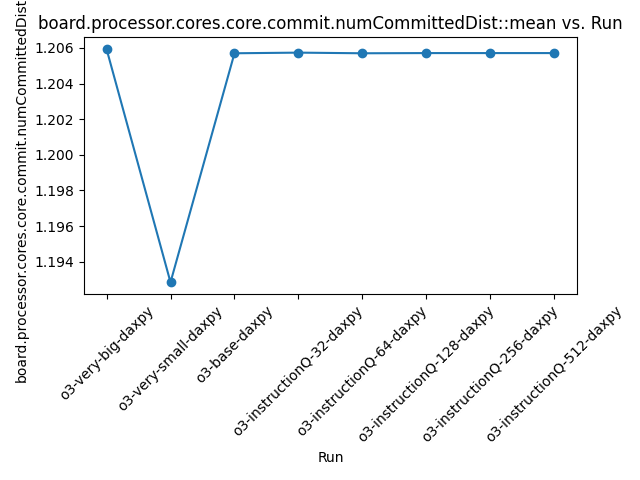 board.processor.cores.core.commit.numCommittedDist::mean vs. Run
board.processor.cores.core.commit.numCommittedDist
1.206
1.204
1.202
1.200
1.198
1.196
1.194
o3-very-big-daxpy
o3-very-small-daxpy
o3-base-daxpy
o3-instructionQ-32-daxpy
o3-instructionQ-64-daxpy
o3-instructionQ-128-daxpy
o3-instructionQ-256-daxpy
o3-instructionQ-512-daxpy
Run